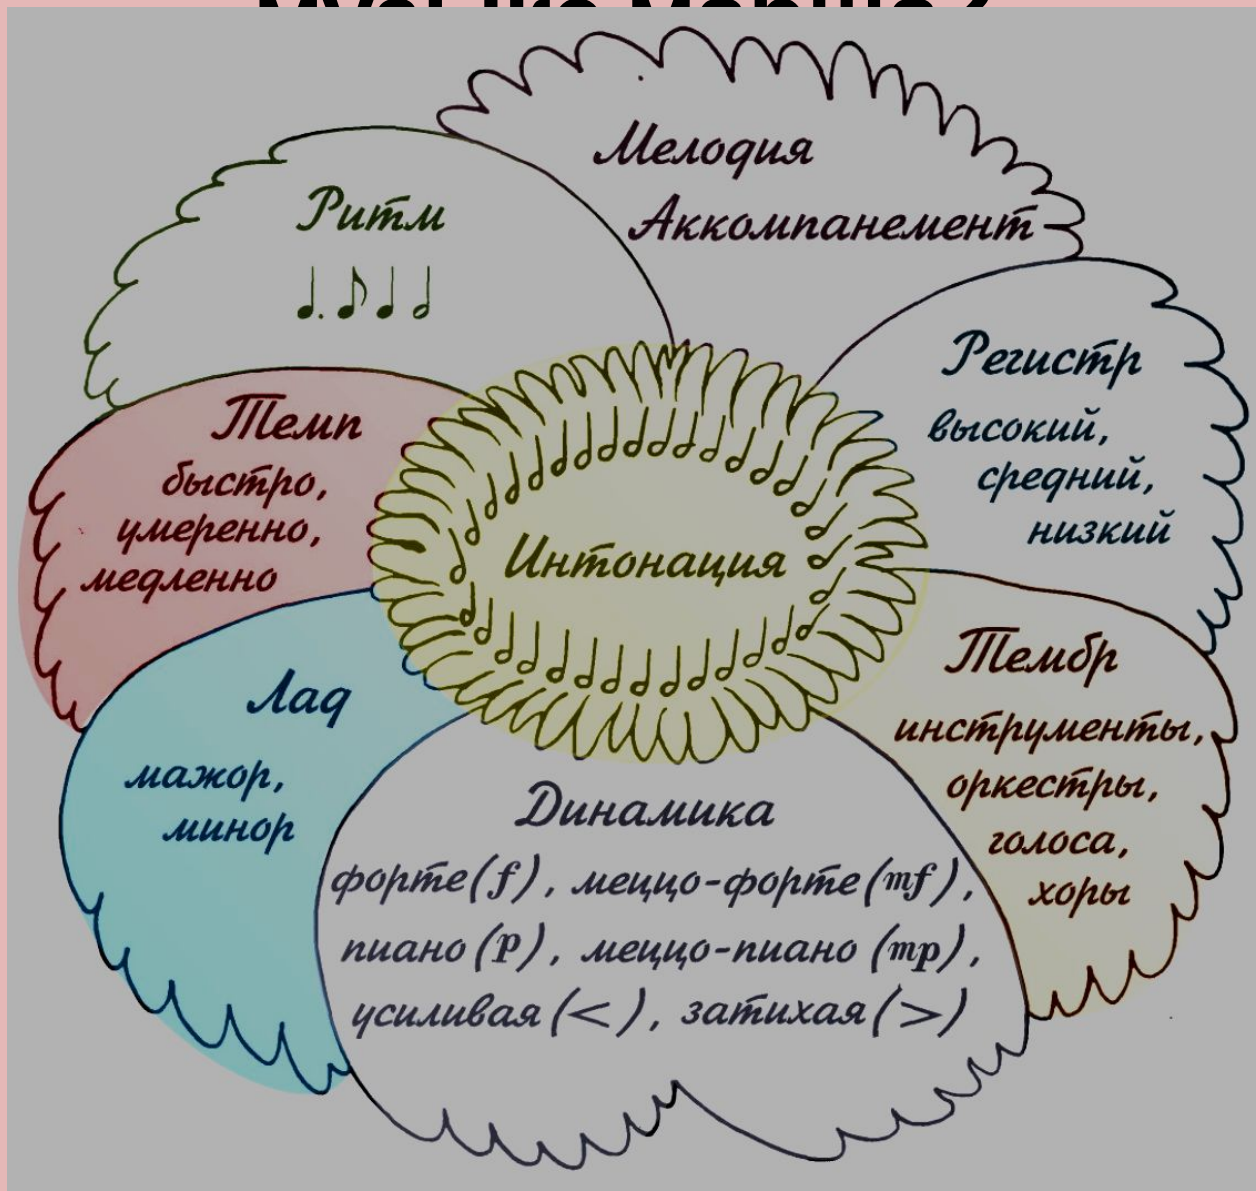 Мелодия
Аккомпанемент
Ритм
Регистр
высокий,
средний,
низкий
Темп
быстро,
умеренно,
медленно
Интонация
Тембр
инструменты,
оркестры,
голоса,
хоры
Лад
мажор,
минор
Динамика
форте (f), меццо-форте (mf),
пиано (p), меццо-пиано (mp),
усиливая (<), затихая (>)